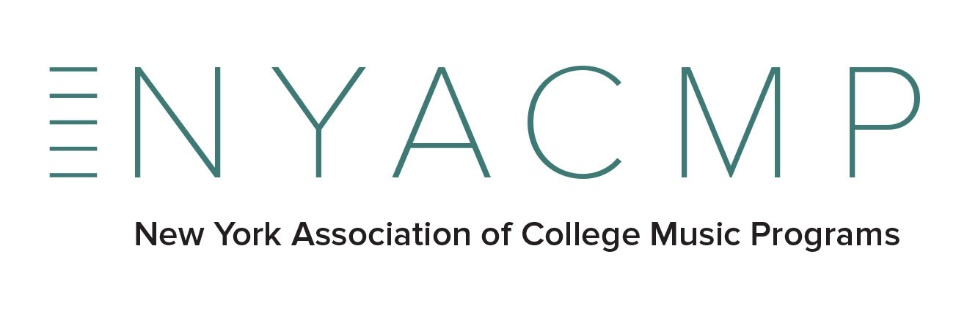 NYACMP
New York Association of College Music Programs